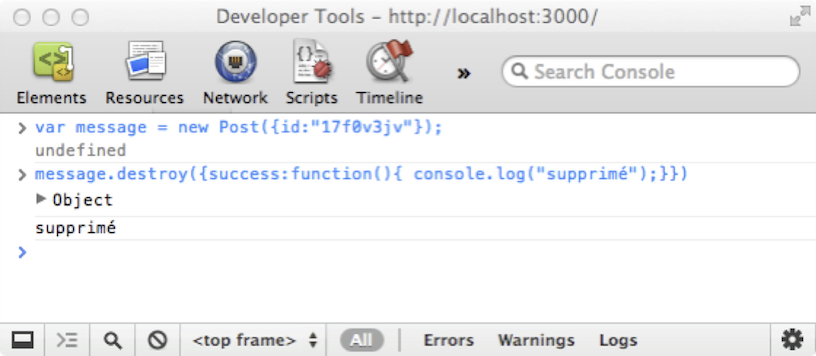 Developer Tools – http://localhost:3000/
Elements Resources Network Scripts Timeline » Search Console
> var message = new Post({id:"17f0v3jv"});
undefined
> message.destroy({success:function(){ console.log("supprimé");}})
▶ Object
supprimé
>
<top frame> All Errors Warnings Logs